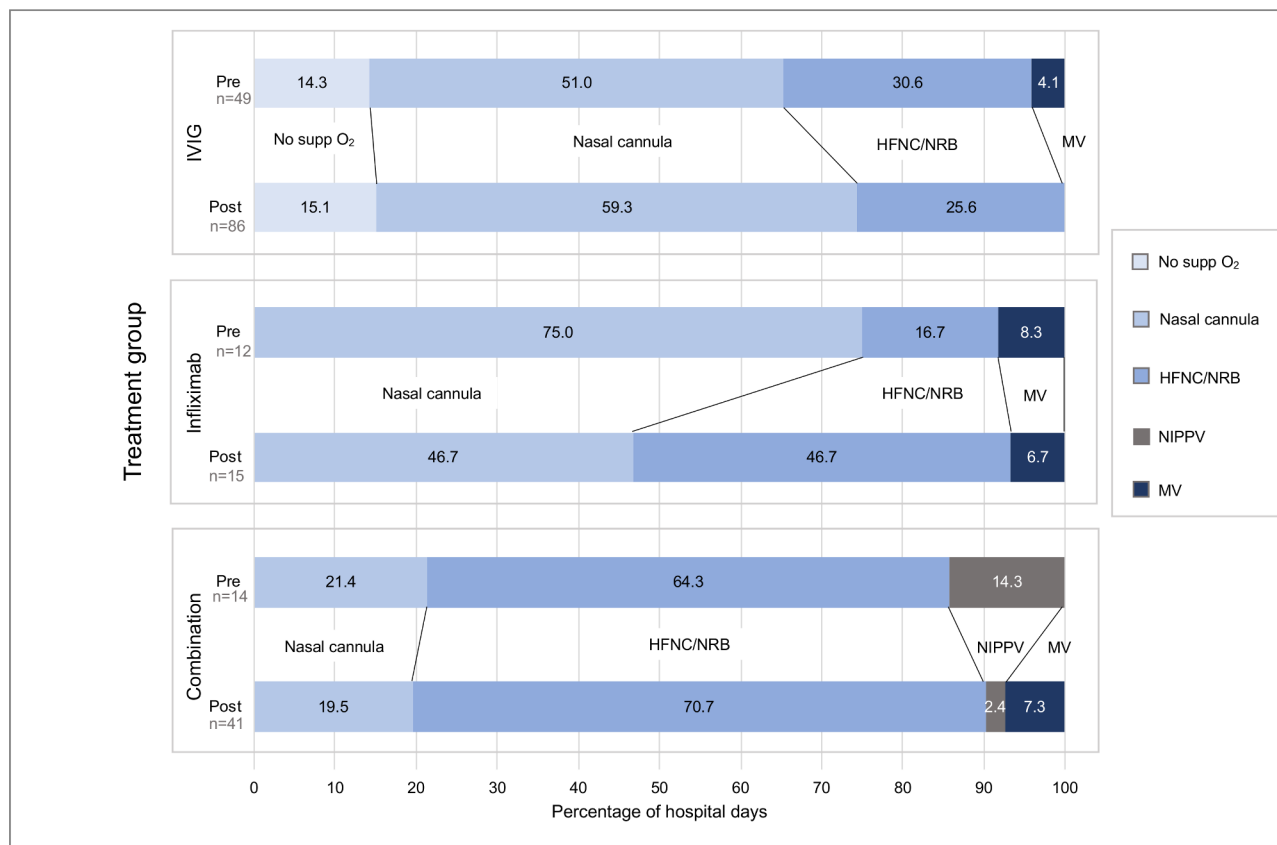 Treatment group
IVIG
Pre
n=49
14.3
51.0
30.6
4.1
No supp O₂
Nasal cannula
HFNC/NRB
MV
Post
n=86
15.1
59.3
25.6
Infliximab
Pre
n=12
75.0
16.7
8.3
Nasal cannula
HFNC/NRB
MV
Post
n=15
46.7
46.7
6.7
Combination
Pre
n=14
21.4
64.3
14.3
Nasal cannula
HFNC/NRB
NIPPV
MV
Post
n=41
19.5
70.7
2.4
7.3
0
10
20
30
40
50
60
70
80
90
100
Percentage of hospital days
No supp O₂
Nasal cannula
HFNC/NRB
NIPPV
MV